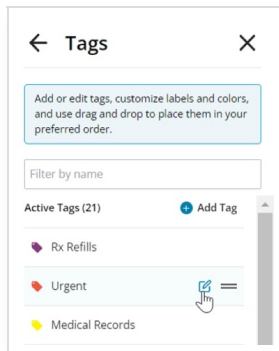 Tags
Add or edit tags, customize labels and colors,
and use drag and drop to place them in your
preferred order.
Filter by name
Active Tags (21) Add Tag
Rx Refills
Urgent
Medical Records